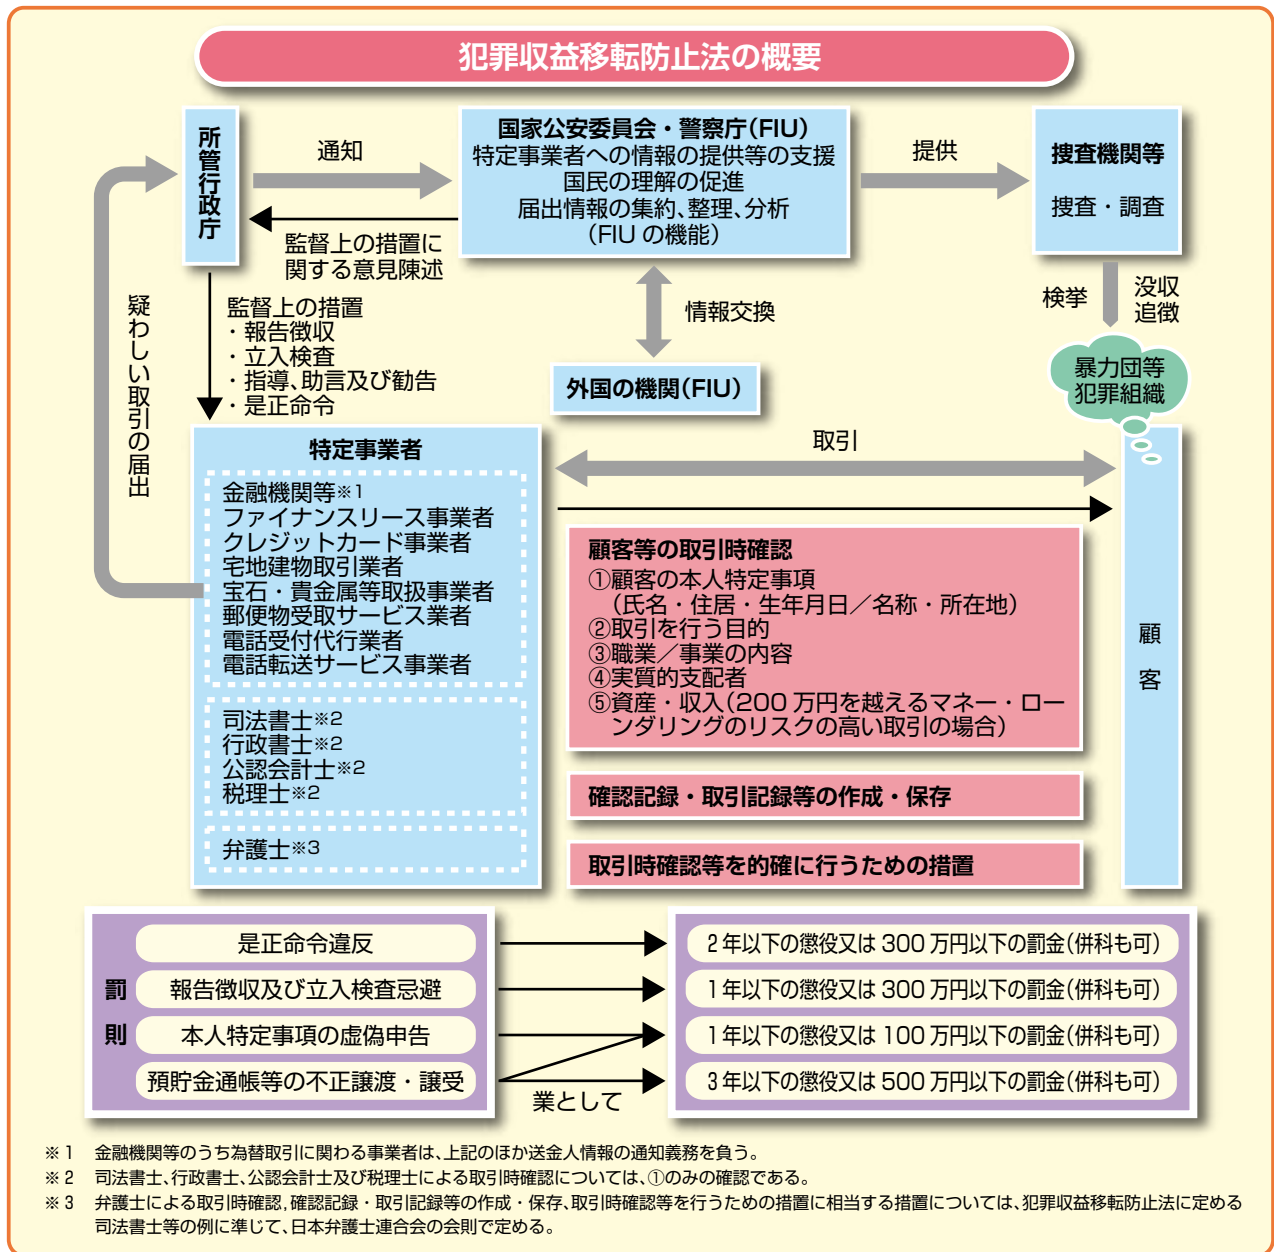 犯罪収益移転防止法の概要
所管行政庁
通知
国家公安委員会・警察庁(FIU)
特定事業者への情報の提供等の支援
国民の理解の促進
届出情報の集約、整理、分析
(FIUの機能)
提供
捜査機関等
捜査・調査
監督上の措置に
関する意見陳述
疑わしい取引の届出
監督上の措置
・報告徴収
・立入検査
・指導、助言及び勧告
・是正命令
情報交換
外国の機関(FIU)
検挙
没収
追徴
暴力団等
犯罪組織
特定事業者
金融機関等※1
ファイナンスリース事業者
クレジットカード事業者
宅地建物取引業者
宝石・貴金属等取扱事業者
郵便物受取サービス業者
電話受付代行業者
電話転送サービス事業者
司法書士※2
行政書士※2
公認会計士※2
税理士※2
弁護士※3
取引
顧客等の取引時確認
①顧客の本人特定事項
(氏名・住居・生年月日／名称・所在地)
②取引を行う目的
③職業／事業の内容
④実質的支配者
⑤資産・収入(200万円を越えるマネー・ロー
ンダリングのリスクの高い取引の場合)
確認記録・取引記録等の作成・保存
取引時確認等を的確に行うための措置
顧客
罰則
是正命令違反
2年以下の懲役又は300万円以下の罰金(併科も可)
報告徴収及び立入検査忌避
1年以下の懲役又は300万円以下の罰金(併科も可)
本人特定事項の虚偽申告
1年以下の懲役又は100万円以下の罰金(併科も可)
預貯金通帳等の不正譲渡・譲受
業として
3年以下の懲役又は500万円以下の罰金(併科も可)
※1 金融機関等のうち為替取引に関わる事業者は、上記のほか送金人情報の通知義務を負う。
※2 司法書士、行政書士、公認会計士及び税理士による取引時確認については、①のみの確認である。
※3 弁護士による取引時確認,確認記録・取引記録等の作成・保存、取引時確認等を行うための措置に相当する措置については、犯罪収益移転防止法に定める
司法書士等の例に準じて、日本弁護士連合会の会則で定める。